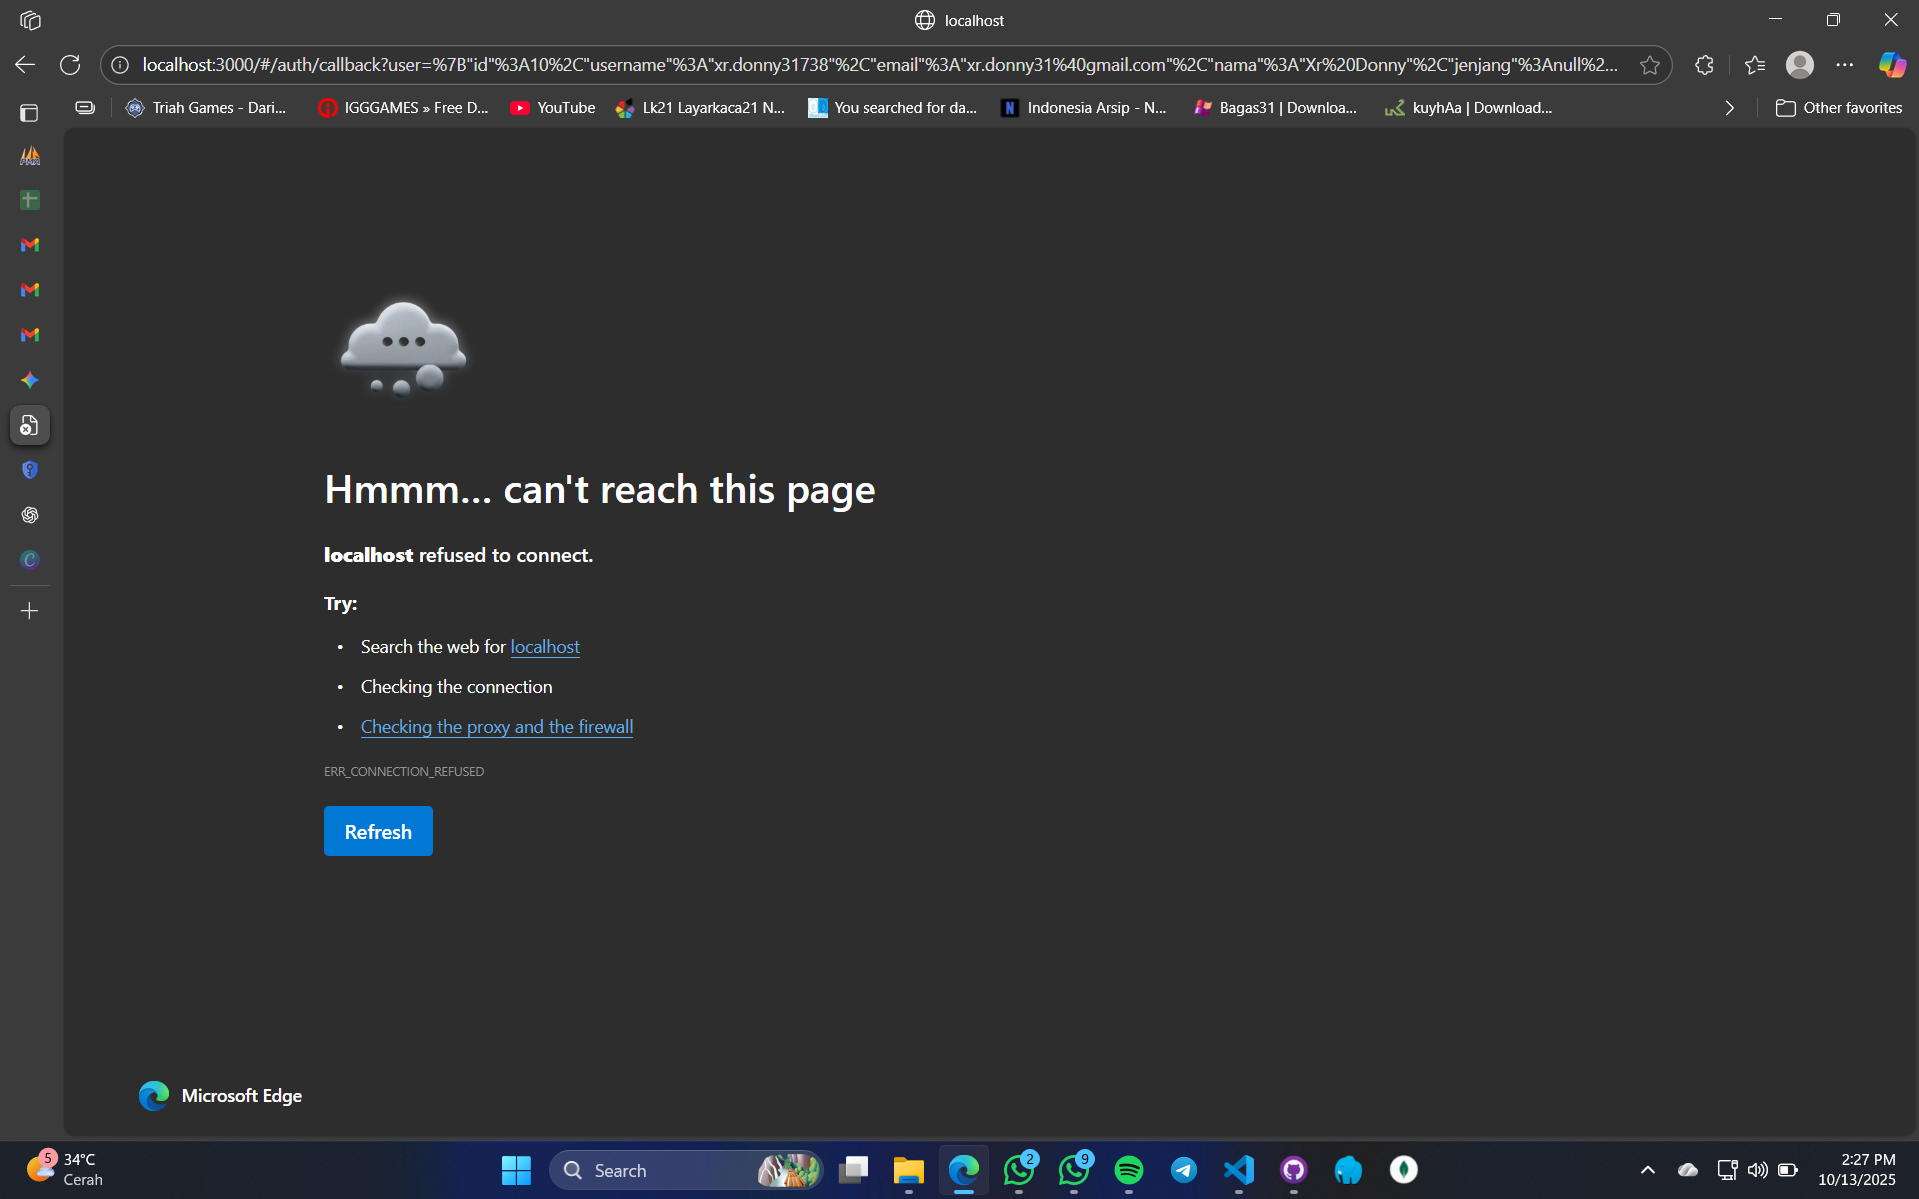 localhost
localhost:3000/#/auth/callback?user=%7B"id"%3A10%2C"username"%3A"xr.donny31738"%2C"email"%3A"xr.donny31%40gmail.com"%2C"nama"%3A"Xr%20Donny"%2C"jenjang"%3Anull%2...
Triah Games - Dari...
IGGGAMES » Free D...
YouTube
Lk21 Layarkaca21 N...
You searched for da...
Indonesia Arsip - N...
Bagas31 | Downloa...
kuyhAa | Download...
Other favorites
Hmmm... can't reach this page
localhost refused to connect.
Try:
• Search the web for localhost
• Checking the connection
• Checking the proxy and the firewall
ERR_CONNECTION_REFUSED
Refresh
Microsoft Edge
5
34°C
Cerah
Search
2
9
2:27 PM
10/13/2025